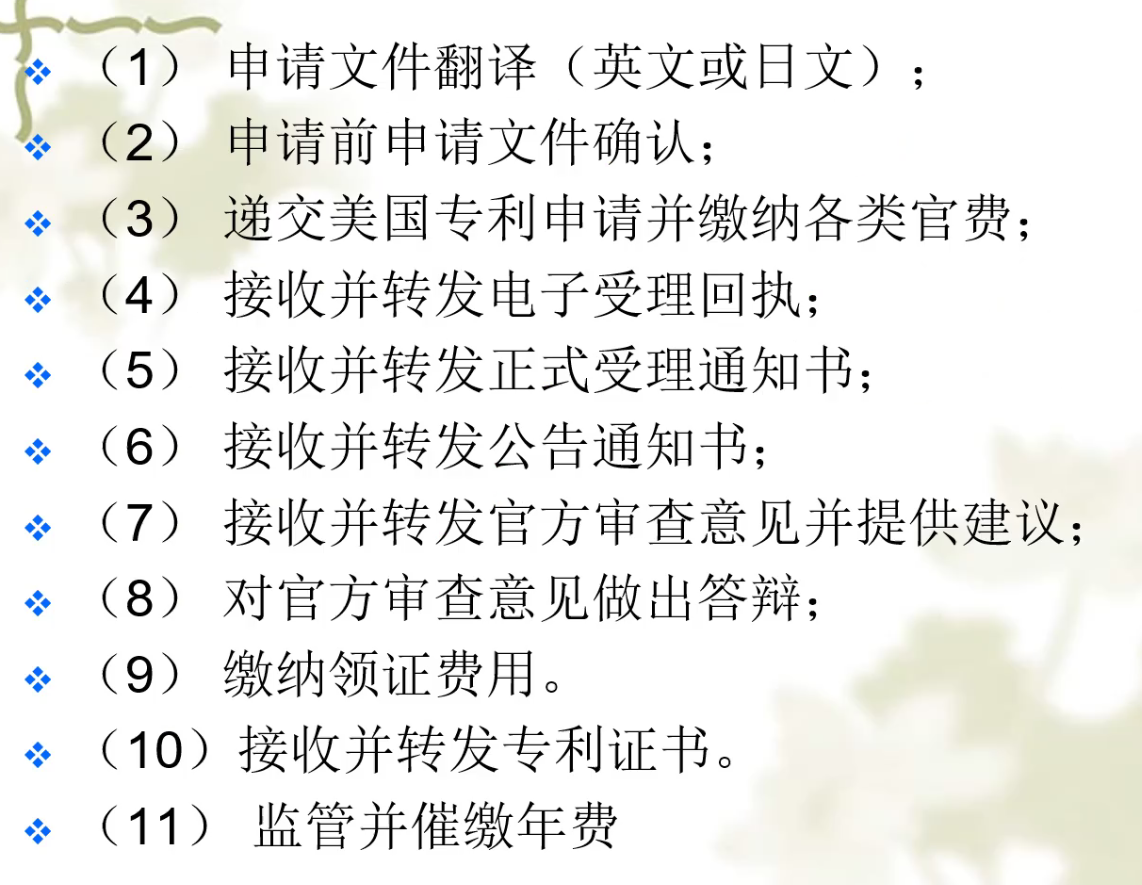 （1） 申请文件翻译（英文或日文）;
（2） 申请前申请文件确认;
（3） 递交美国专利申请并缴纳各类官费;
（4） 接收并转发电子受理回执;
（5） 接收并转发正式受理通知书;
（6） 接收并转发公告通知书;
（7） 接收并转发官方审查意见并提供建议;
（8） 对官方审查意见做出答辩;
（9） 缴纳领证费用。
（10）接收并转发专利证书。
（11） 监管并催缴年费